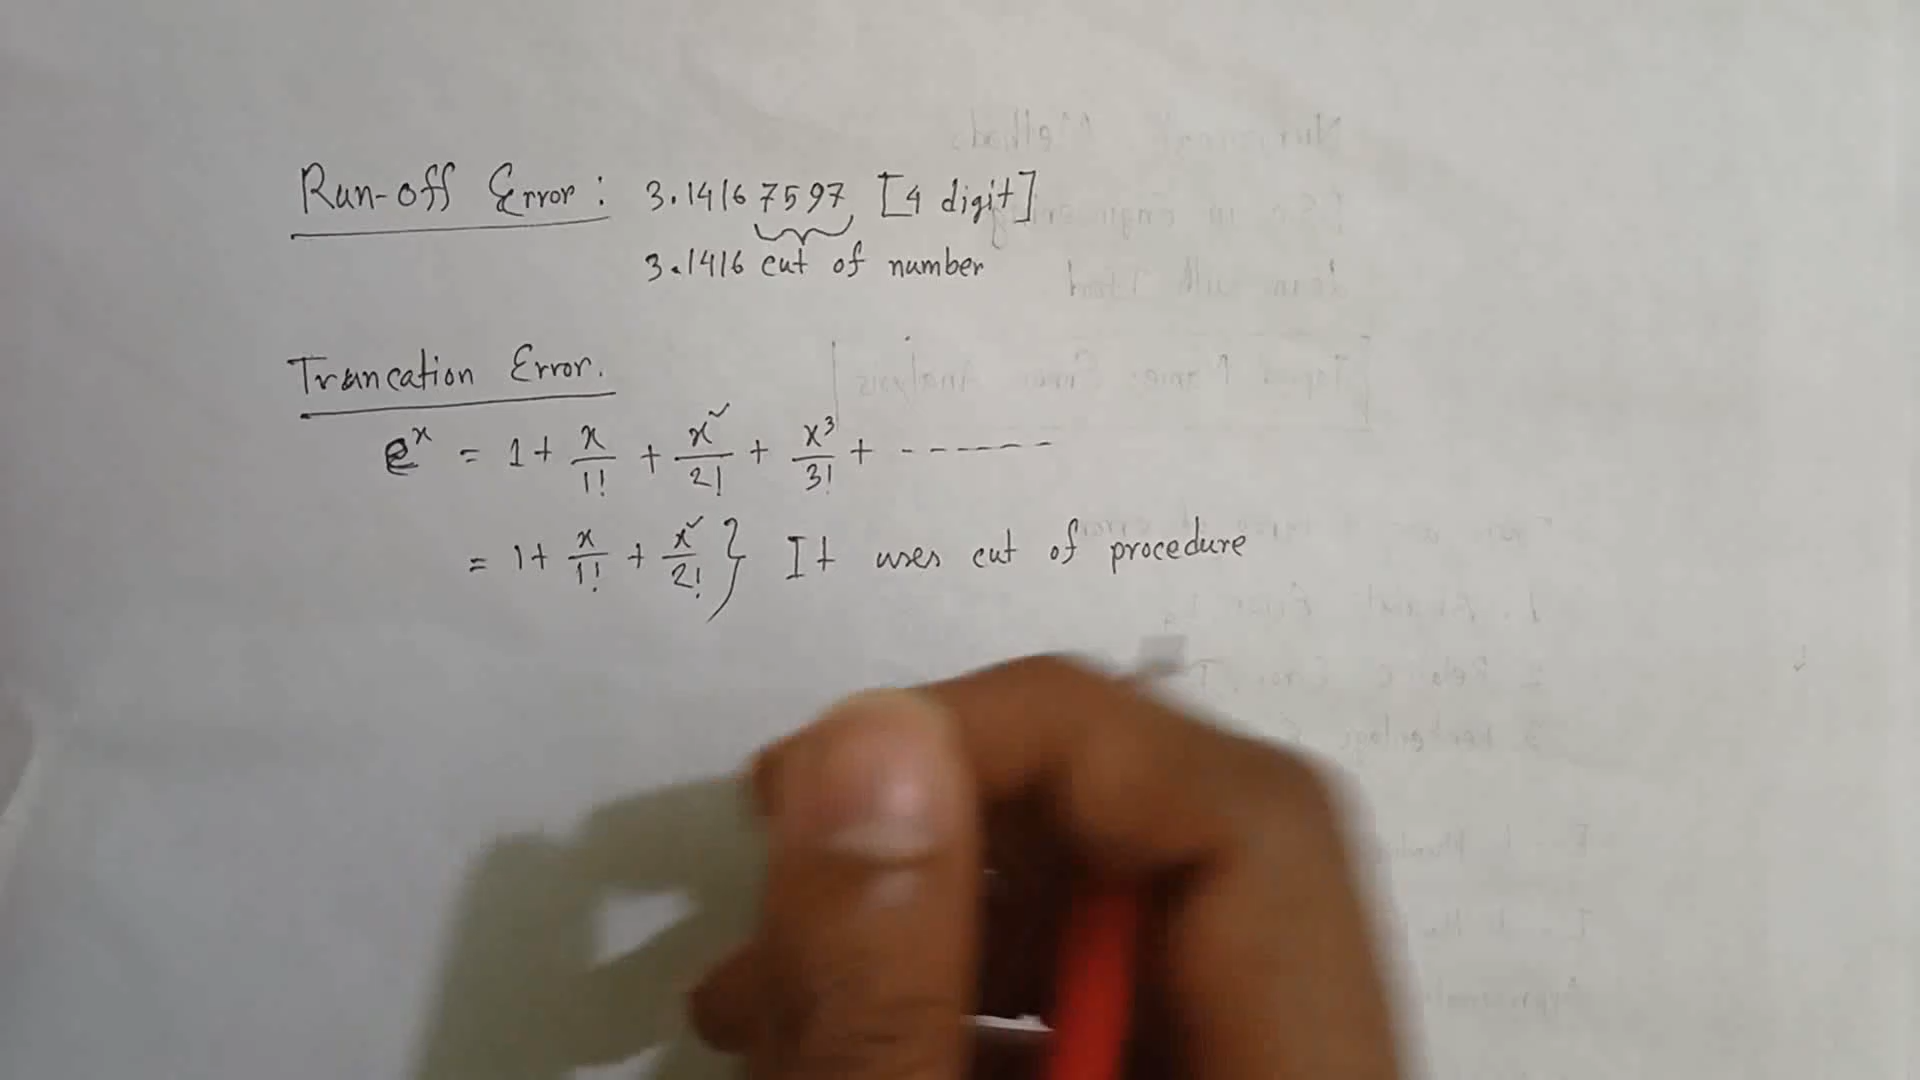 Run-off Error: 3.14167597 [4 digit]
3.1416 cut of number
Truncation Error.
e^x = 1 + x/1! + x²/2! + x³/3! + ------
= 1 + x/1! + x²/2! } It uses cut of procedure